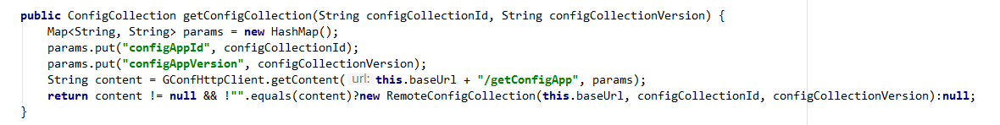 public ConfigCollection getConfigCollection(String configCollectionId, String configCollectionVersion) {
    Map<String, String> params = new HashMap();
    params.put("configAppId", configCollectionId);
    params.put("configAppVersion", configCollectionVersion);
    String content = GConfHttpClient.getContent( url: this.baseUrl + "/getConfigApp", params);
    return content != null && !"".equals(content)?new RemoteConfigCollection(this.baseUrl, configCollectionId, configCollectionVersion):null;
}